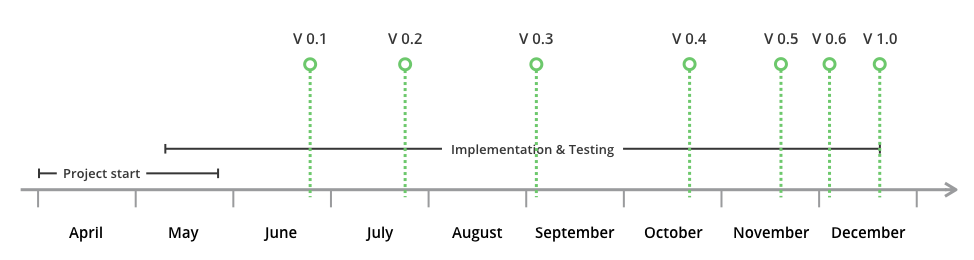 V 0.1 V 0.2 V 0.3 V 0.4 V 0.5 V 0.6 V 1.0
Implementation & Testing
Project start
April May June July August September October November December